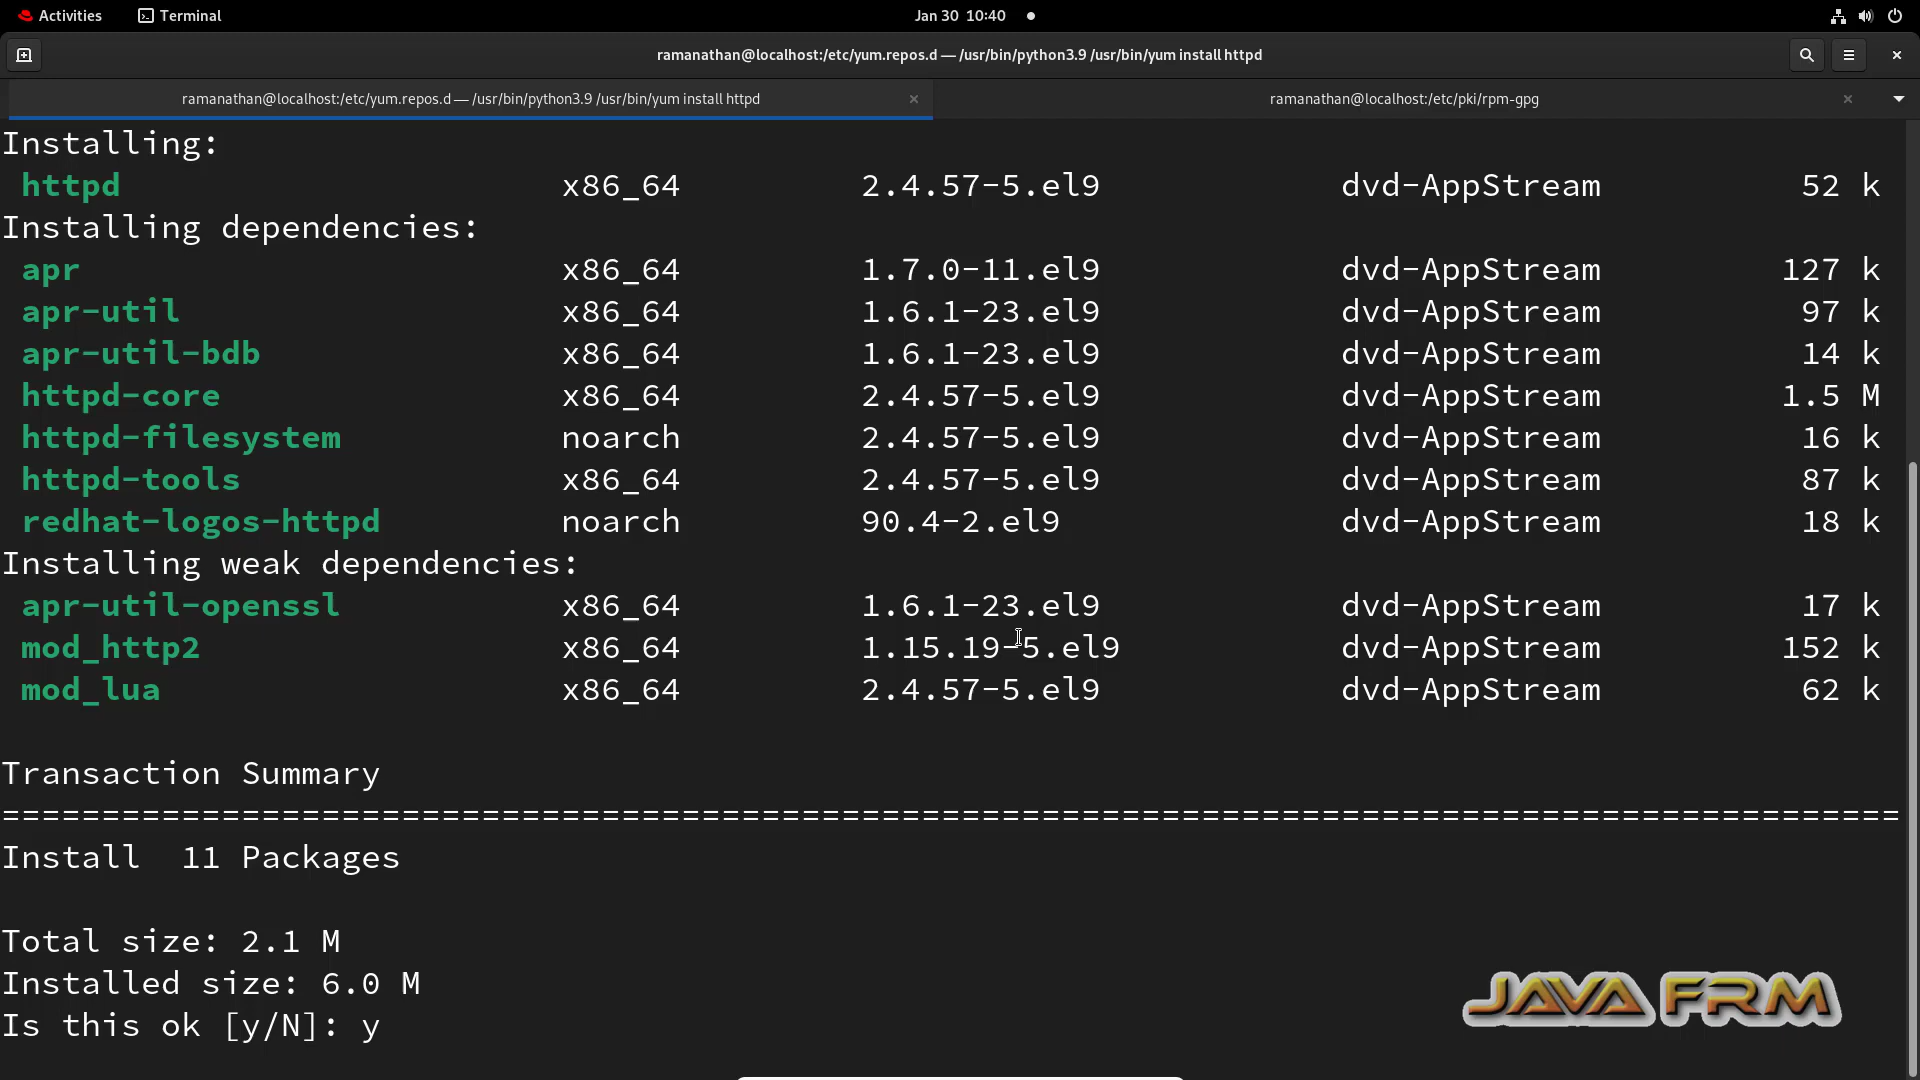 Activities Terminal Jan 30 10:40
ramanathan@localhost:/etc/yum.repos.d — /usr/bin/python3.9 /usr/bin/yum install httpd
ramanathan@localhost:/etc/yum.repos.d — /usr/bin/python3.9 /usr/bin/yum install httpd ramanathan@localhost:/etc/pki/rpm-gpg
Installing:
httpd x86_64 2.4.57-5.el9 dvd-AppStream 52 k
Installing dependencies:
apr x86_64 1.7.0-11.el9 dvd-AppStream 127 k
apr-util x86_64 1.6.1-23.el9 dvd-AppStream 97 k
apr-util-bdb x86_64 1.6.1-23.el9 dvd-AppStream 14 k
httpd-core x86_64 2.4.57-5.el9 dvd-AppStream 1.5 M
httpd-filesystem noarch 2.4.57-5.el9 dvd-AppStream 16 k
httpd-tools x86_64 2.4.57-5.el9 dvd-AppStream 87 k
redhat-logos-httpd noarch 90.4-2.el9 dvd-AppStream 18 k
Installing weak dependencies:
apr-util-openssl x86_64 1.6.1-23.el9 dvd-AppStream 17 k
mod_http2 x86_64 1.15.19-5.el9 dvd-AppStream 152 k
mod_lua x86_64 2.4.57-5.el9 dvd-AppStream 62 k
Transaction Summary
===============================================================================================
Install 11 Packages
Total size: 2.1 M
Installed size: 6.0 M
Is this ok [y/N]: y
JAVA FRM